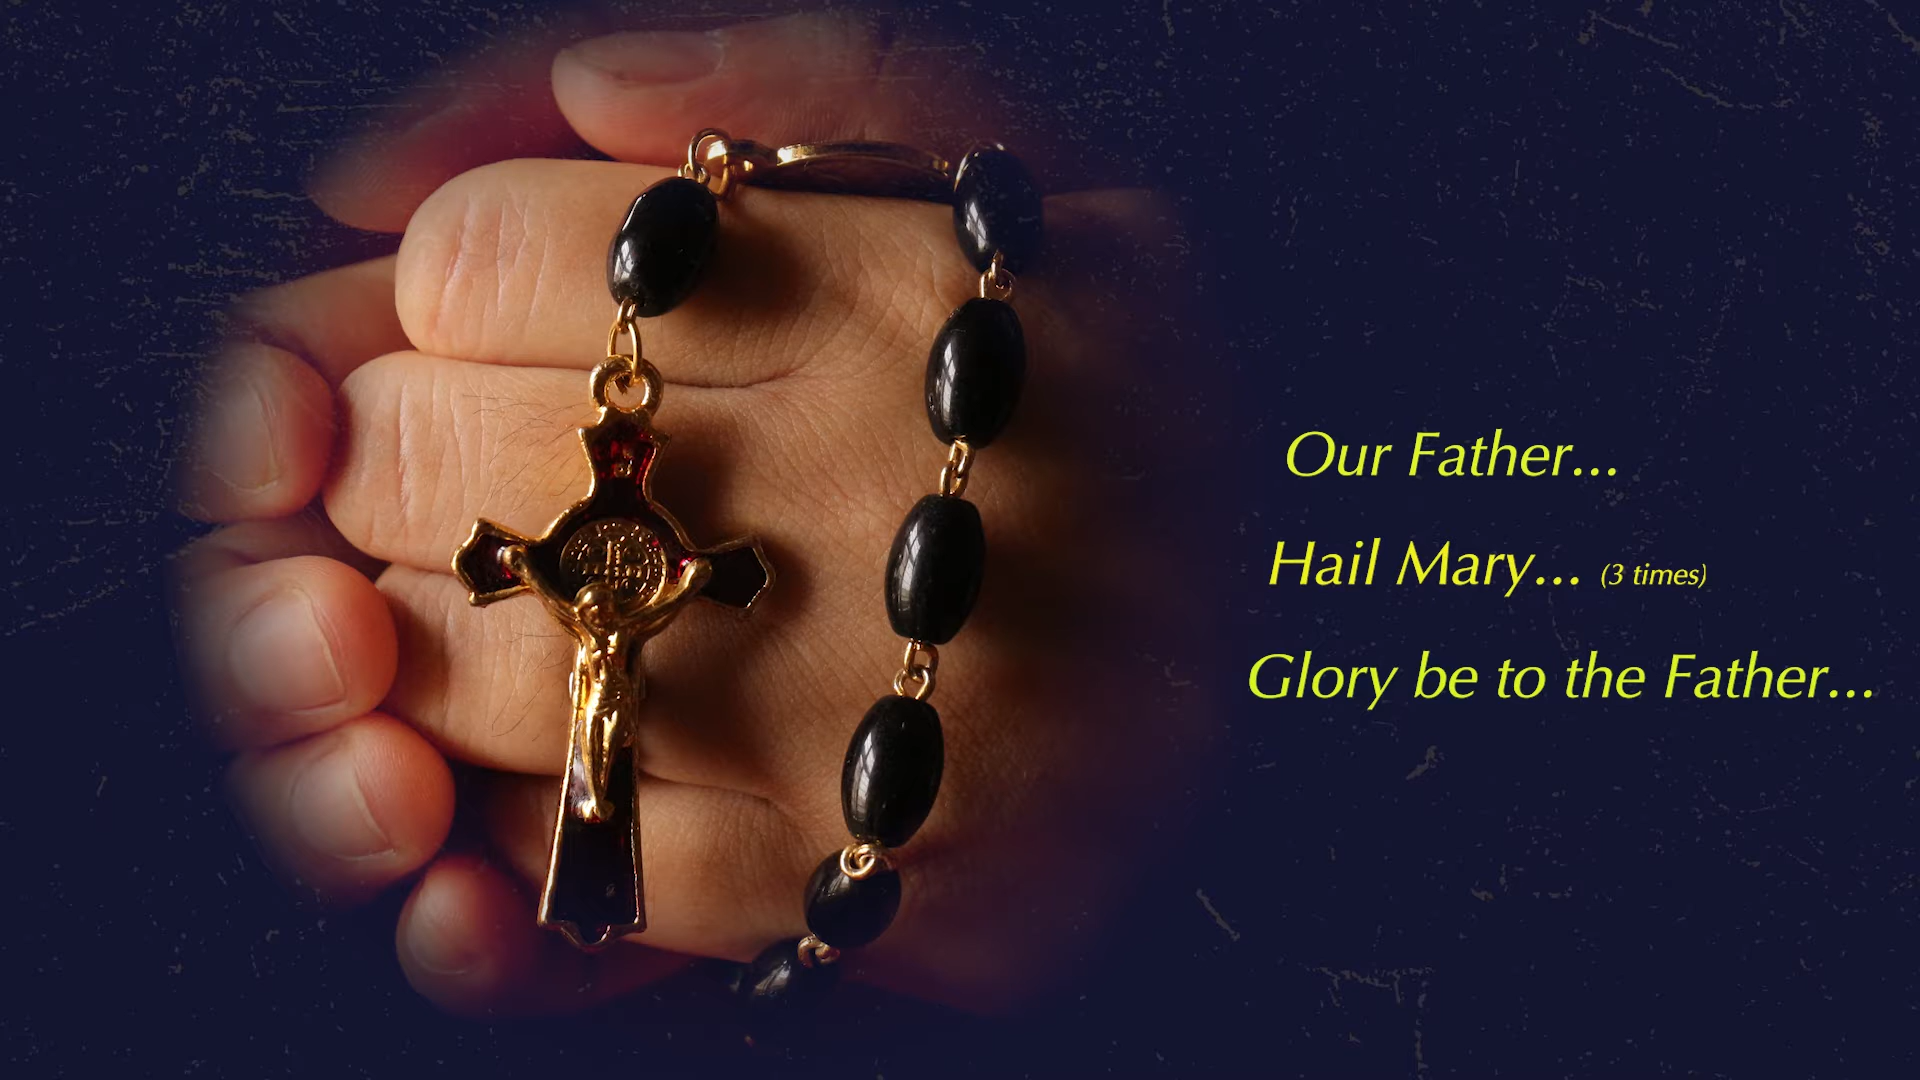 Our Father...
Hail Mary... (3 times)
Glory be to the Father...